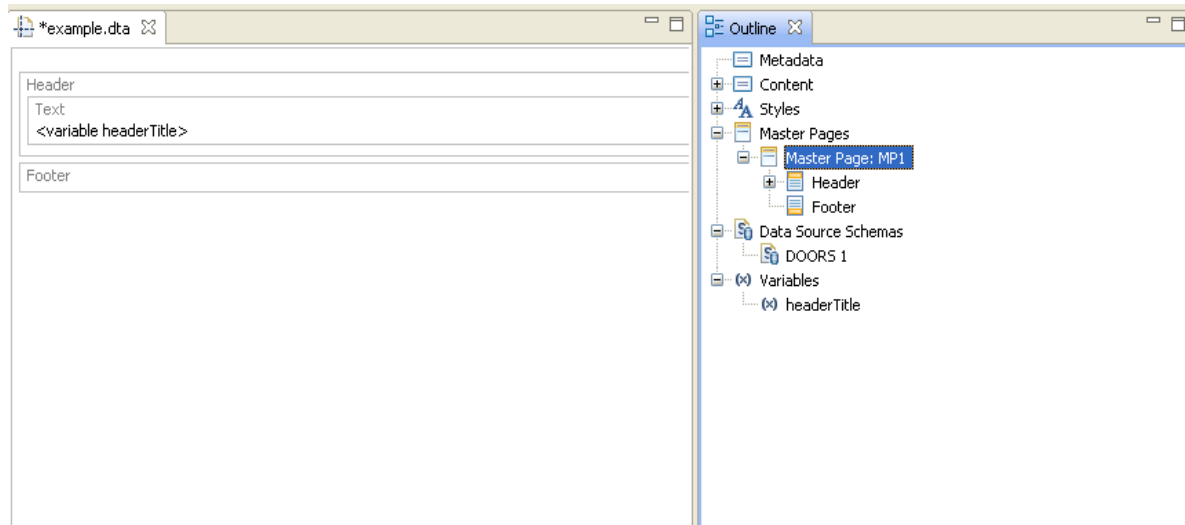 *example.dta
Header
Text
<variable headerTitle>
Footer
Outline
Metadata
Content
Styles
Master Pages
Master Page: MP1
Header
Footer
Data Source Schemas
DOORS 1
Variables
headerTitle